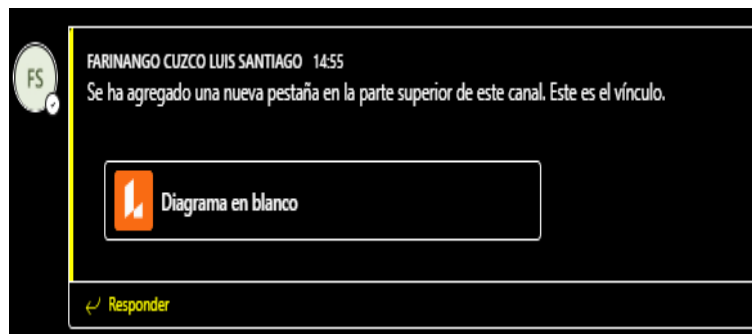 FS
FARINANGO CUZCO LUIS SANTIAGO 14:55
Se ha agregado una nueva pestaña en la parte superior de este canal. Este es el vínculo.
Diagrama en blanco
Responder